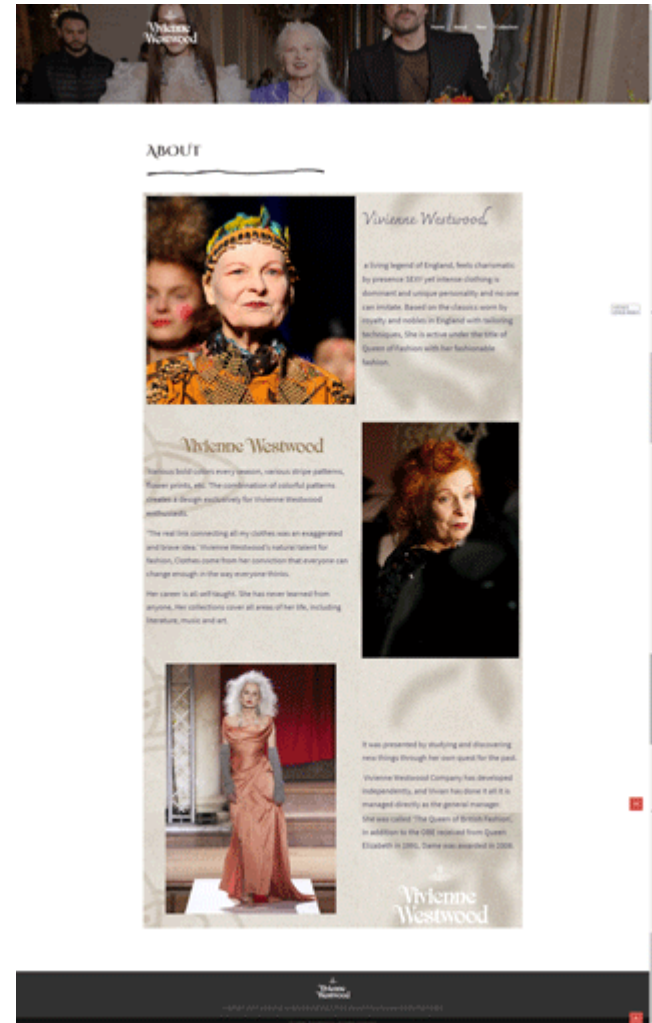 Vivienne
Westwood
Home About New Collection
ABOUT
Vivienne Westwood,
a living legend of England, feels charismatic
by presence SEXY yet intense clothing is
dominent and unique personality and no one
can imitate. Based on the classics worn by
royalty and nobles in England with tailoring
techniques, She is active under the title of
Queen of Fashion with her fashionable
fashion.
Vivienne Westwood
Various bold colors every season, various stripe patterns,
flower prints, etc. The combination of colorful patterns
creates a design exclusively for Vivienne Westwood
enthusiasts.
'The real link connecting all my clothes was an exaggerated
and brave idea.' Vivienne Westwood's natural talent for
fashion, Clothes come from her conviction that everyone can
change enough in the way everyone thinks.
Her career is all self-taught. She has never learned from
anyone, Her collections cover all areas of her life, including
literature, music and art.
It was presented by studying and discovering
new things through her own quest for the past.
Vivienne Westwood Company has developed
independently, and Vivian has done it all it is
managed directly as the general manager.
She was called 'The Queen of British Fashion',
in addition to the OBE received from Queen
Elizabeth in 1991, Dame was awarded in 2006.
Vivienne
Westwood
Vivienne
Westwood